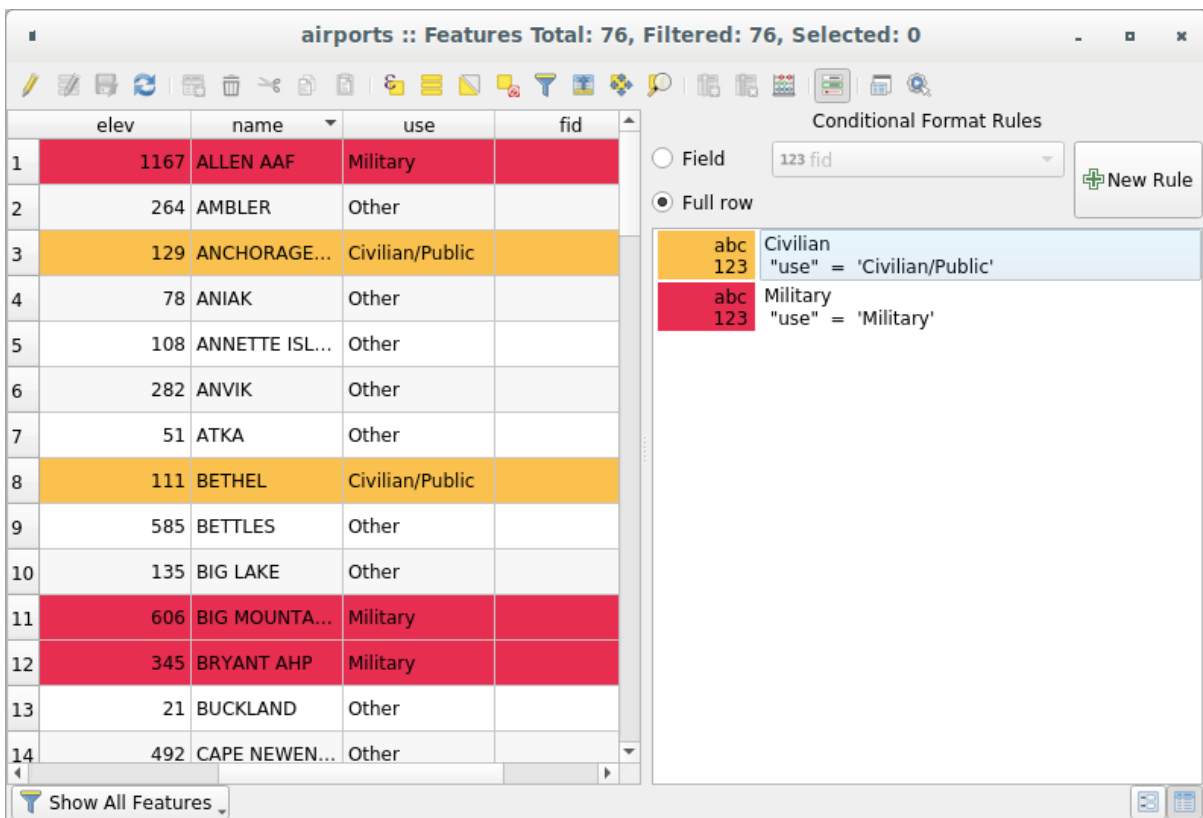 airports :: Features Total: 76, Filtered: 76, Selected: 0
elev name use fid
1 1167 ALLEN AAF Military
2 264 AMBLER Other
3 129 ANCHORAGE... Civilian/Public
4 78 ANIAK Other
5 108 ANNETTE ISL... Other
6 282 ANVIK Other
7 51 ATKA Other
8 111 BETHEL Civilian/Public
9 585 BETTLES Other
10 135 BIG LAKE Other
11 606 BIG MOUNTA... Military
12 345 BRYANT AHP Military
13 21 BUCKLAND Other
14 492 CAPE NEWEN... Other
Show All Features
Conditional Format Rules
Field 123 fid
Full row
New Rule
abc Civilian
123 "use" = 'Civilian/Public'
abc Military
123 "use" = 'Military'